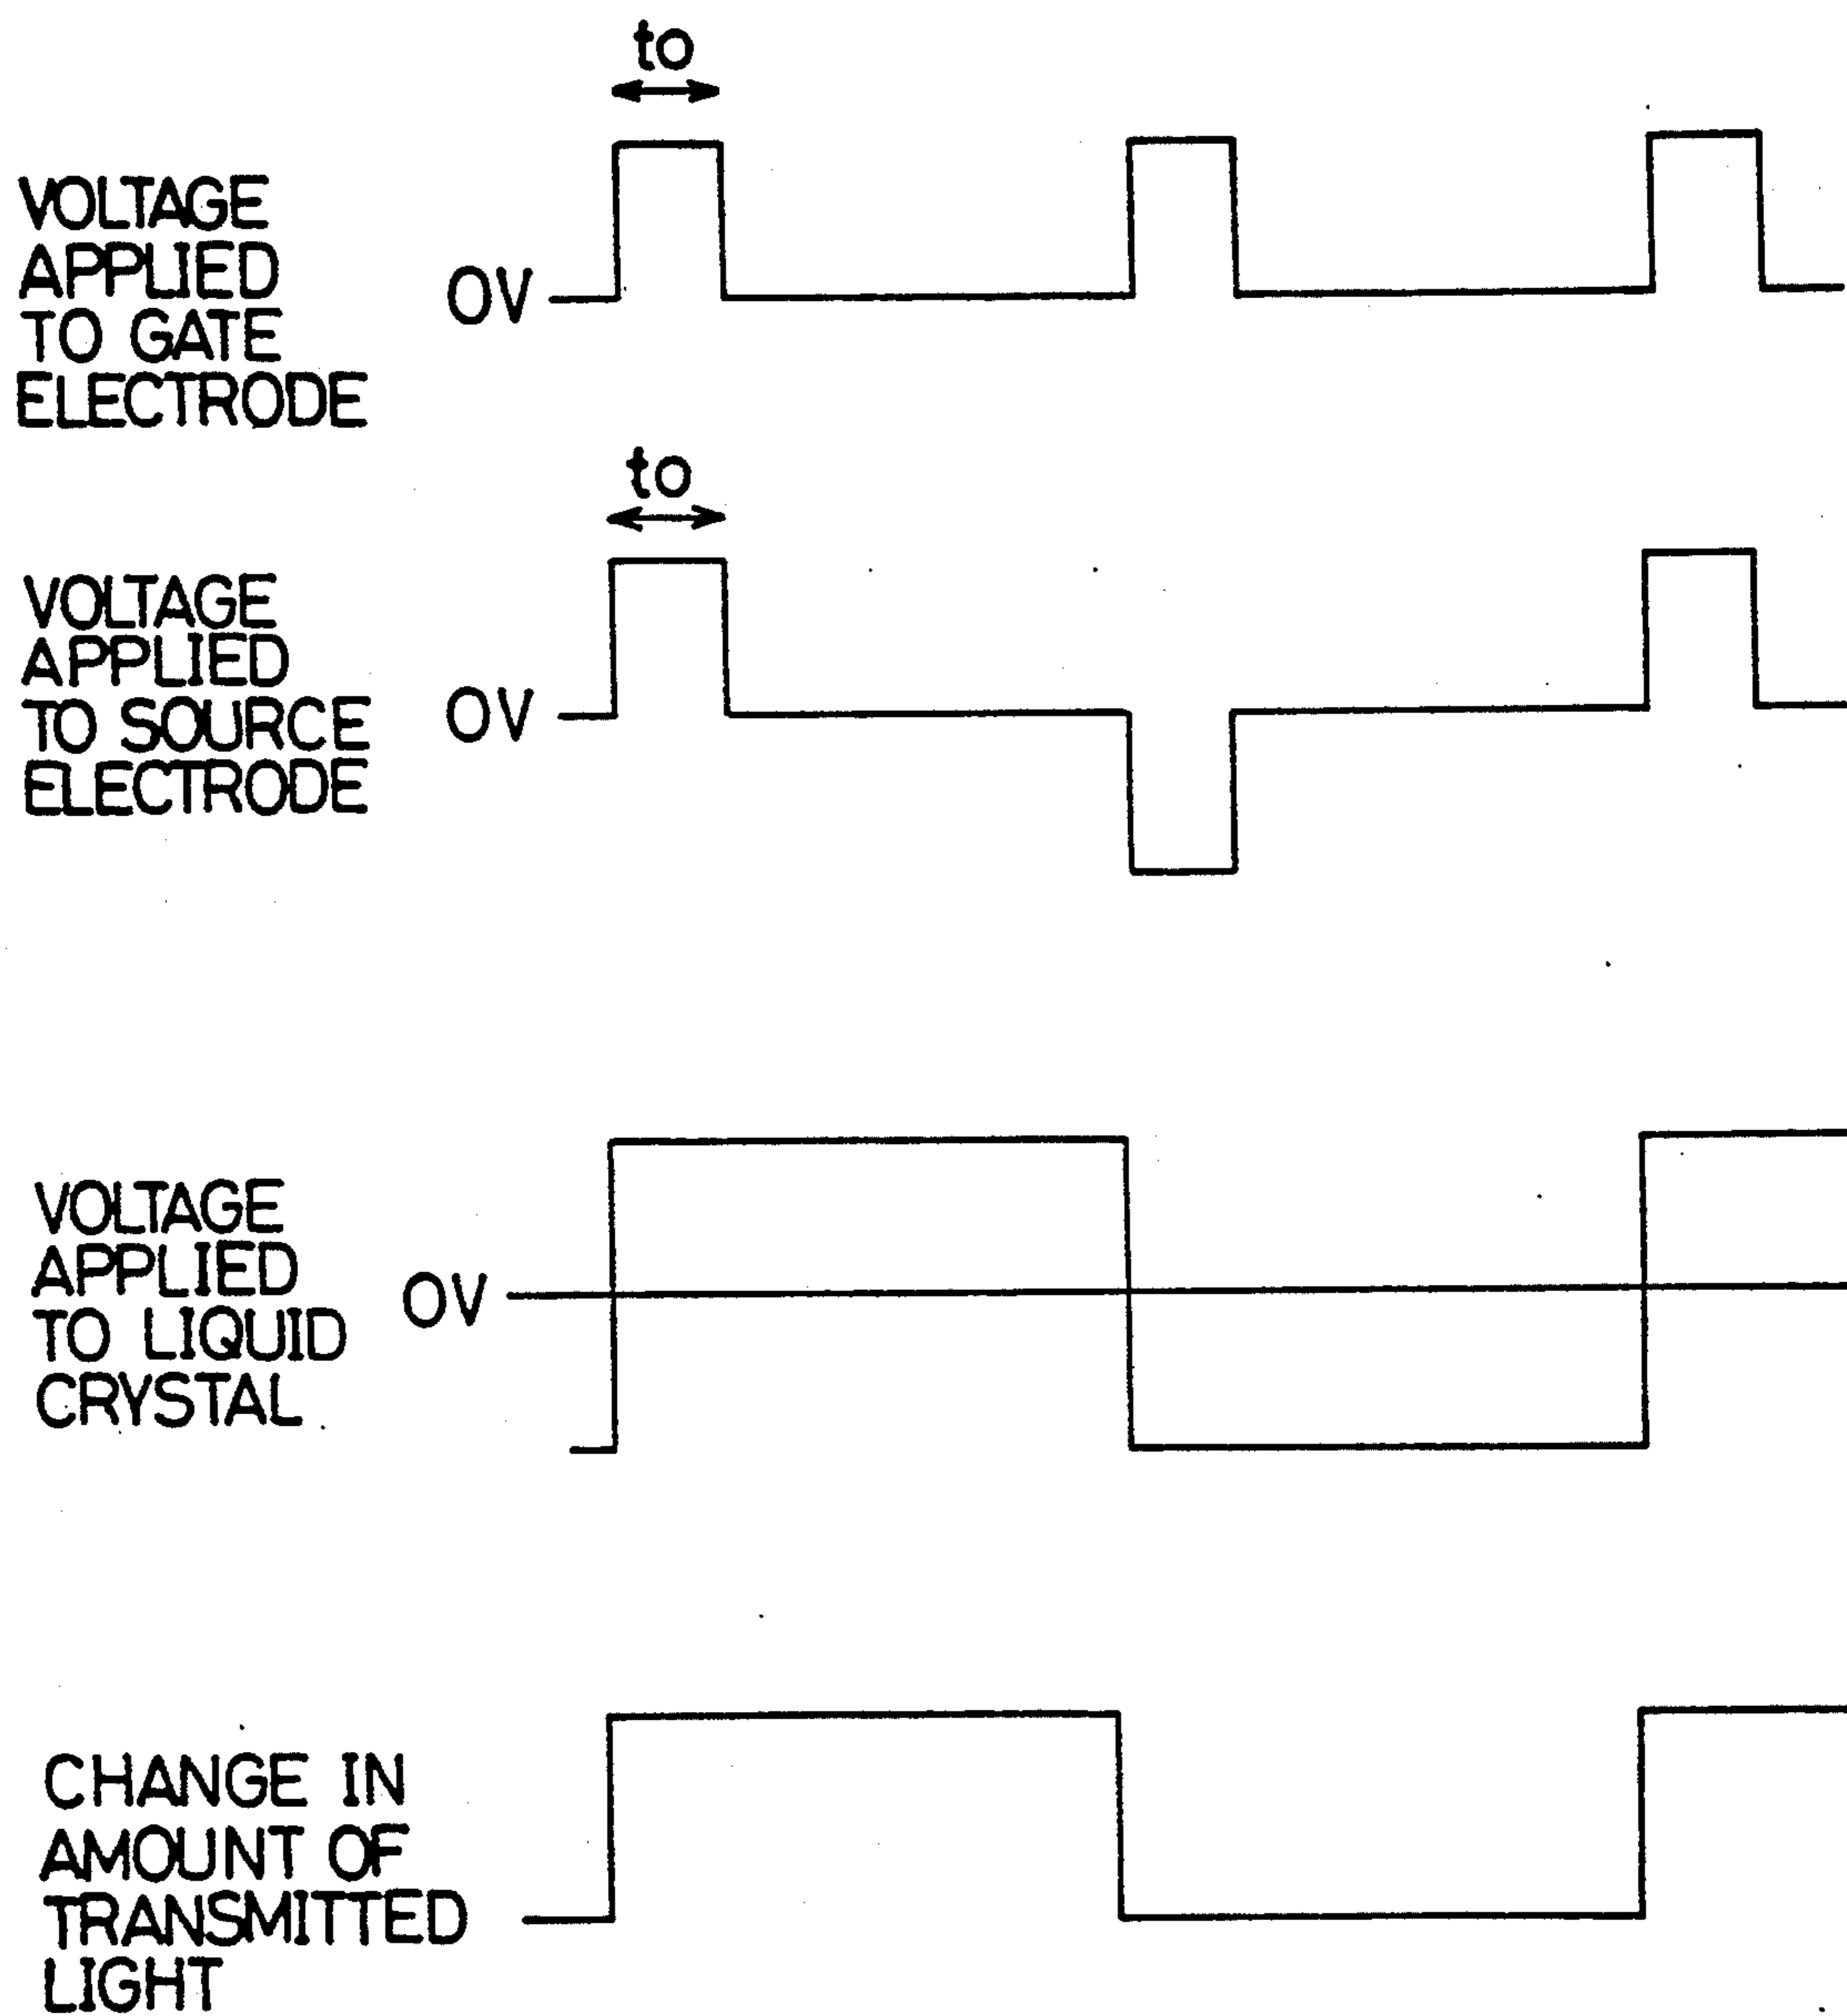 to
VOLTAGE
APPLIED
TO GATE
ELECTRODE
OV
to
VOLTAGE
APPLIED
TO SOURCE
ELECTRODE
OV
VOLTAGE
APPLIED
TO LIQUID
CRYSTAL
OV
CHANGE IN
AMOUNT OF
TRANSMITTED
LIGHT